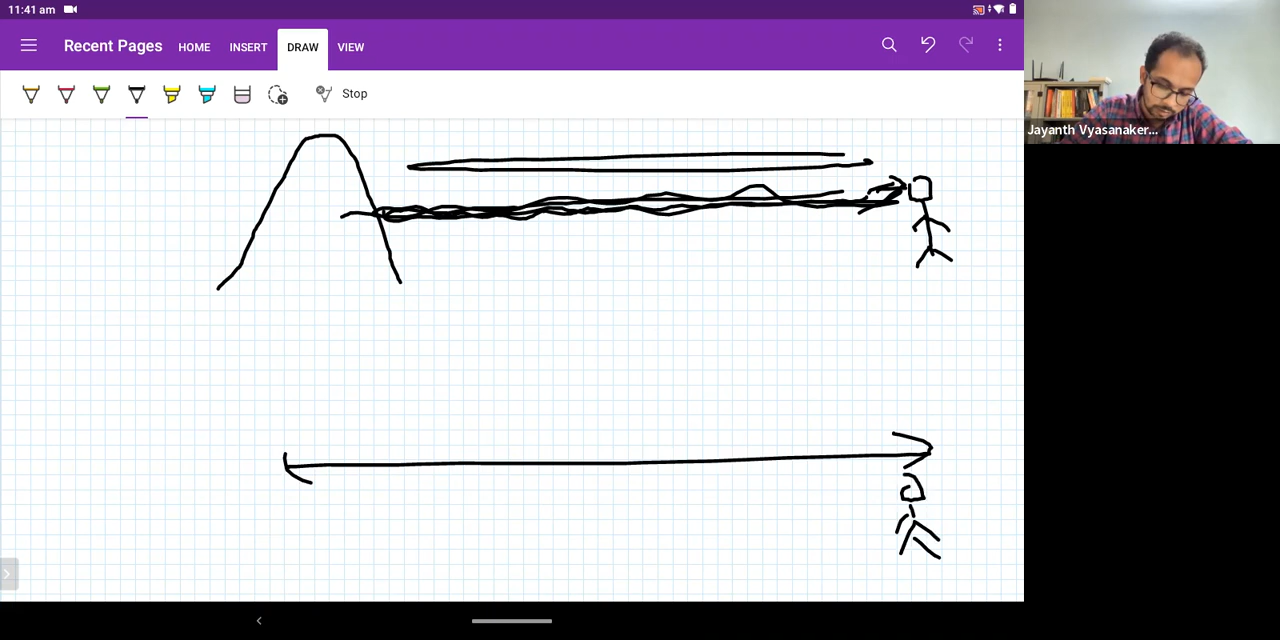 11:41 am
Recent Pages HOME INSERT DRAW VIEW
Stop
Jayanth Vyasanaker...